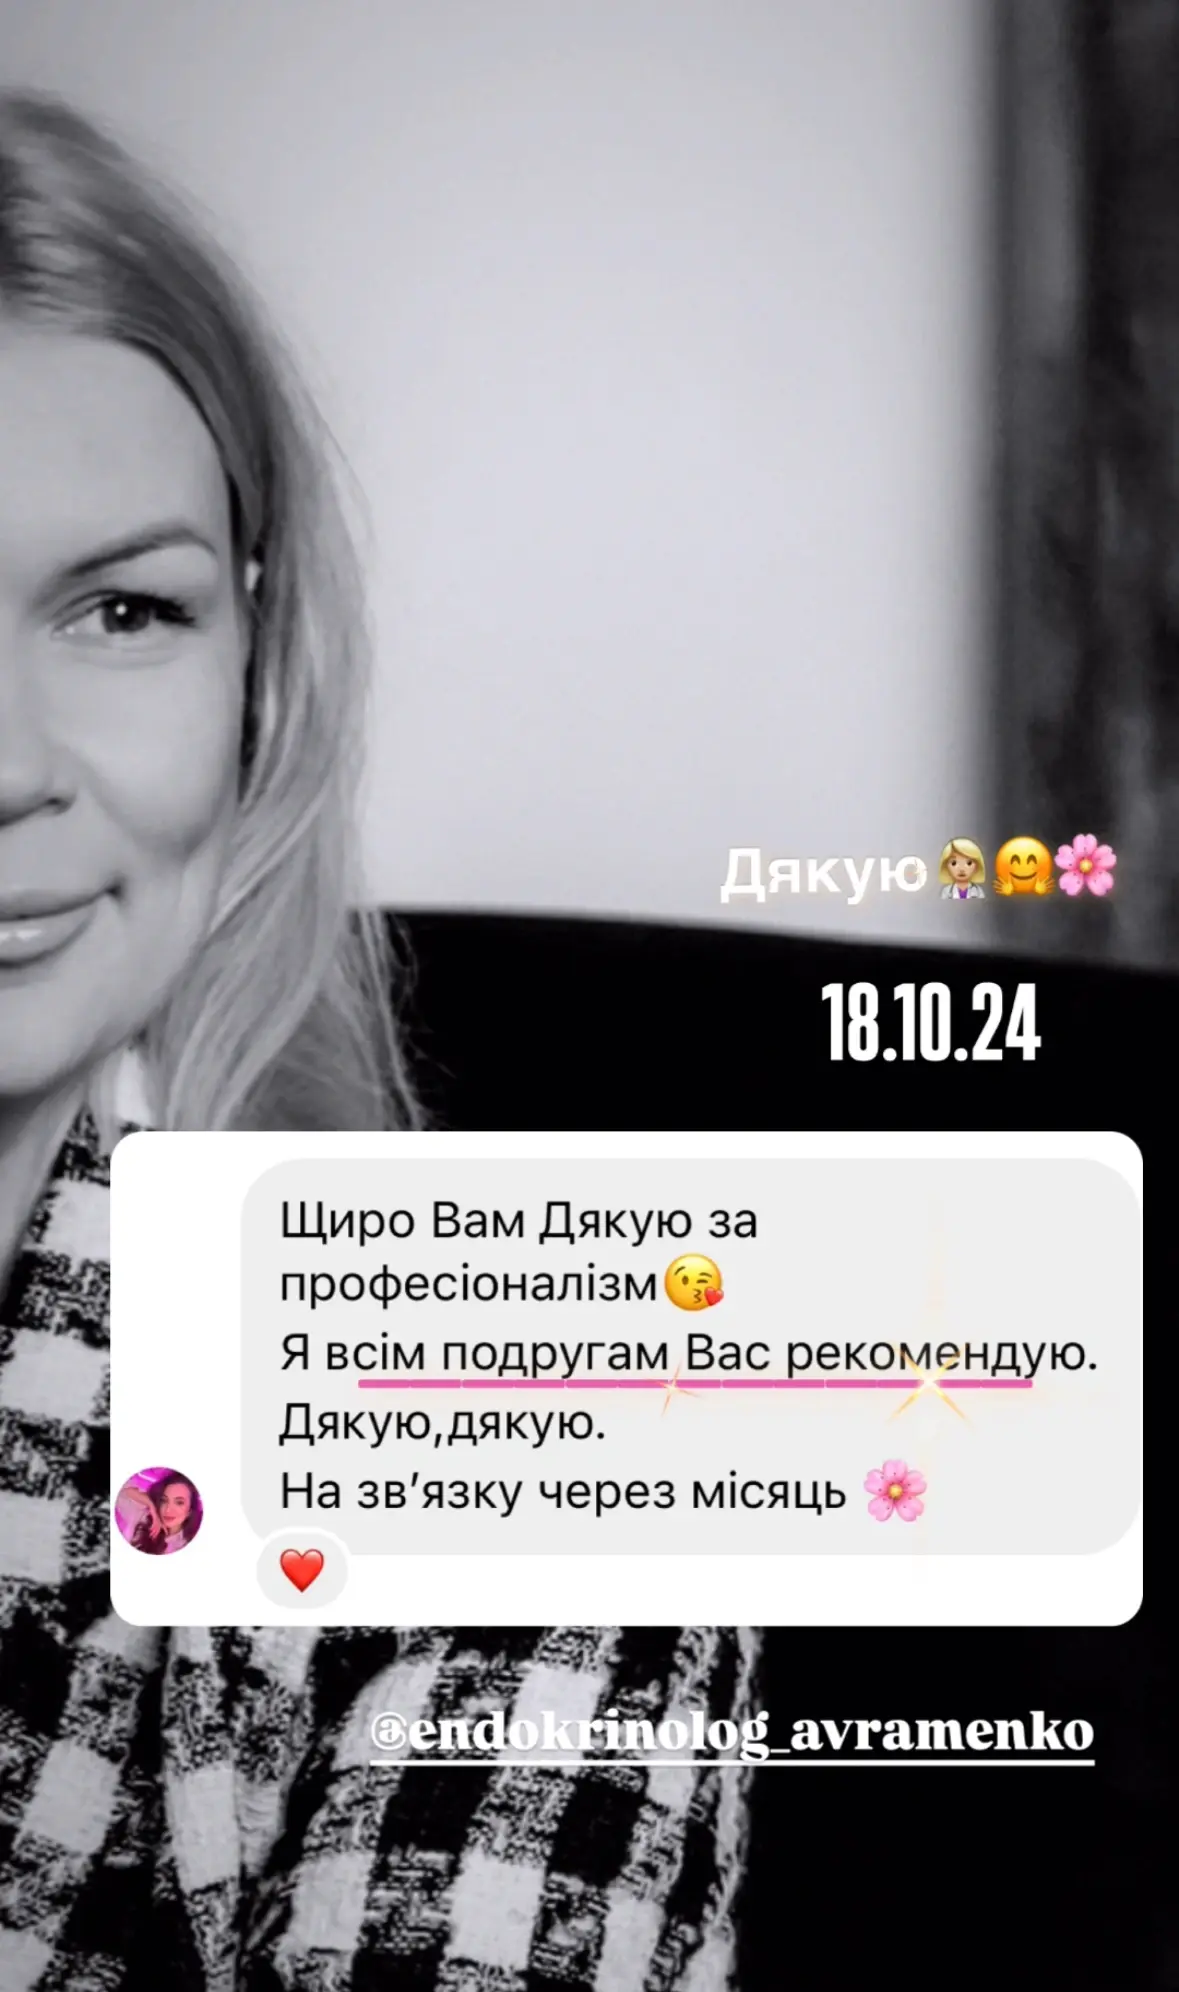 Дякую👩🏼‍⚕️🤗🌸
18.10.24
Щиро Вам Дякую за
професіоналізм😘
Я всім подругам Вас рекомендую.
Дякую,дякую.
На зв’язку через місяць 🌸
@endokrinolog_avramenko